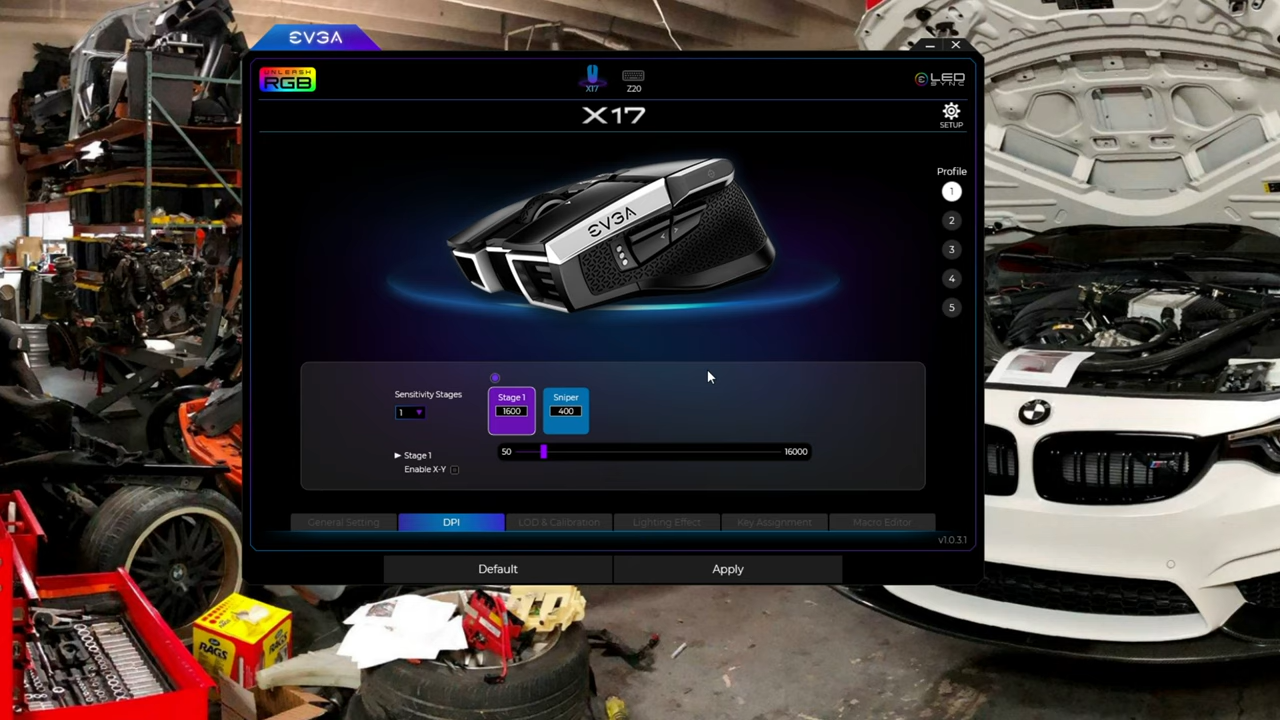 EVGA
UNLEASH
RGB
X17
Z20
LED
SYNC
X17
SETUP
Profile
1
2
3
4
5
EVGA
Sensitivity Stages
1
Stage 1
1600
Sniper
400
Stage 1
50
16000
Enable X-Y
General Setting
DPI
LOD & Calibration
Lighting Effect
Key Assignment
Macro Editor
v1.0.3.1
Default
Apply
RAGS